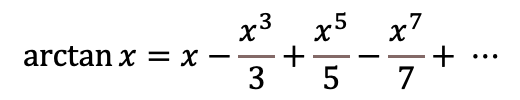 arctan x = x − x³/3 + x⁵/5 − x⁷/7 + ⋯